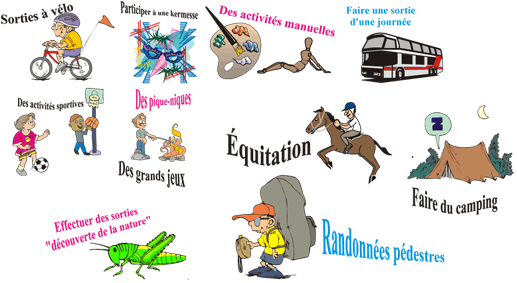 Sorties à vélo
Participer à une kermesse
Des activités manuelles
Faire une sortie
d'une journée
Des activités sportives
Des pique-niques
Des grands jeux
Équitation
Z
Faire du camping
Effectuer des sorties
"découverte de la nature"
Randonnées pédestres